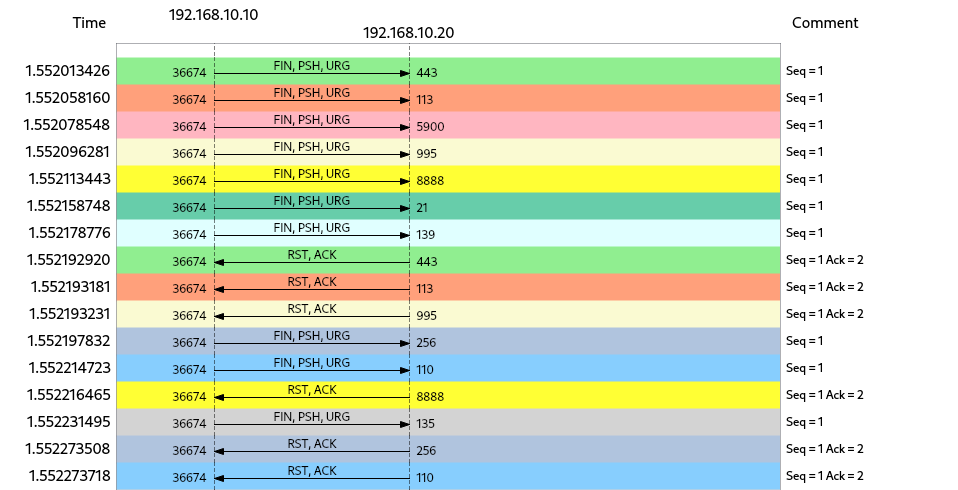 192.168.10.10
Time Comment
192.168.10.20
1.552013426 36674 FIN, PSH, URG 443 Seq = 1
1.552058160 36674 FIN, PSH, URG 113 Seq = 1
1.552078548 36674 FIN, PSH, URG 5900 Seq = 1
1.552096281 36674 FIN, PSH, URG 995 Seq = 1
1.552113443 36674 FIN, PSH, URG 8888 Seq = 1
1.552158748 36674 FIN, PSH, URG 21 Seq = 1
1.552178776 36674 FIN, PSH, URG 139 Seq = 1
1.552192920 36674 RST, ACK 443 Seq = 1 Ack = 2
1.552193181 36674 RST, ACK 113 Seq = 1 Ack = 2
1.552193231 36674 RST, ACK 995 Seq = 1 Ack = 2
1.552197832 36674 FIN, PSH, URG 256 Seq = 1
1.552214723 36674 FIN, PSH, URG 110 Seq = 1
1.552216465 36674 RST, ACK 8888 Seq = 1 Ack = 2
1.552231495 36674 FIN, PSH, URG 135 Seq = 1
1.552273508 36674 RST, ACK 256 Seq = 1 Ack = 2
1.552273718 36674 RST, ACK 110 Seq = 1 Ack = 2